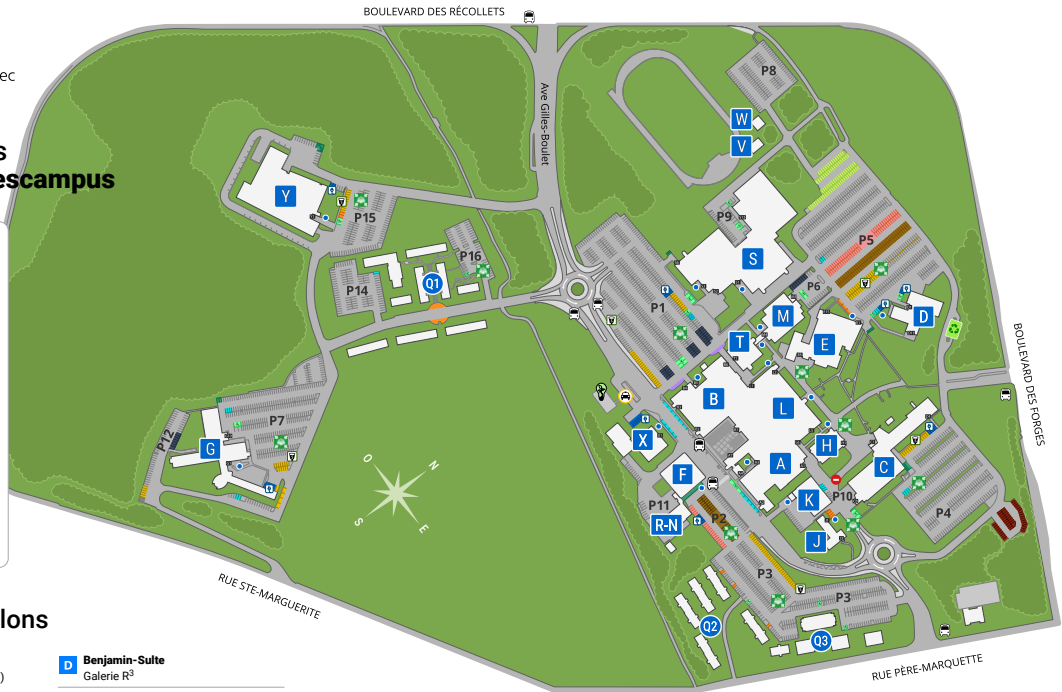 BOULEVARD DES RÉCOLLETS
ec
Ave Gilles-Boulet
P8
W
V
s
escampus
Y
P15
P9
P5
P16
S
Q1
P14
P6
P1
M
D
T
E
BOULEVARD DES FORGES
B
L
P7
P12
G
X
H
A
C
F
O
N
S
E
K
P10
P11
R-N
P2
P4
J
P3
P3
RUE STE-MARGUERITE
Q2
Q3
RUE PÈRE-MARQUETTE
lons
D Benjamin-Sulte
Galerie R³
)